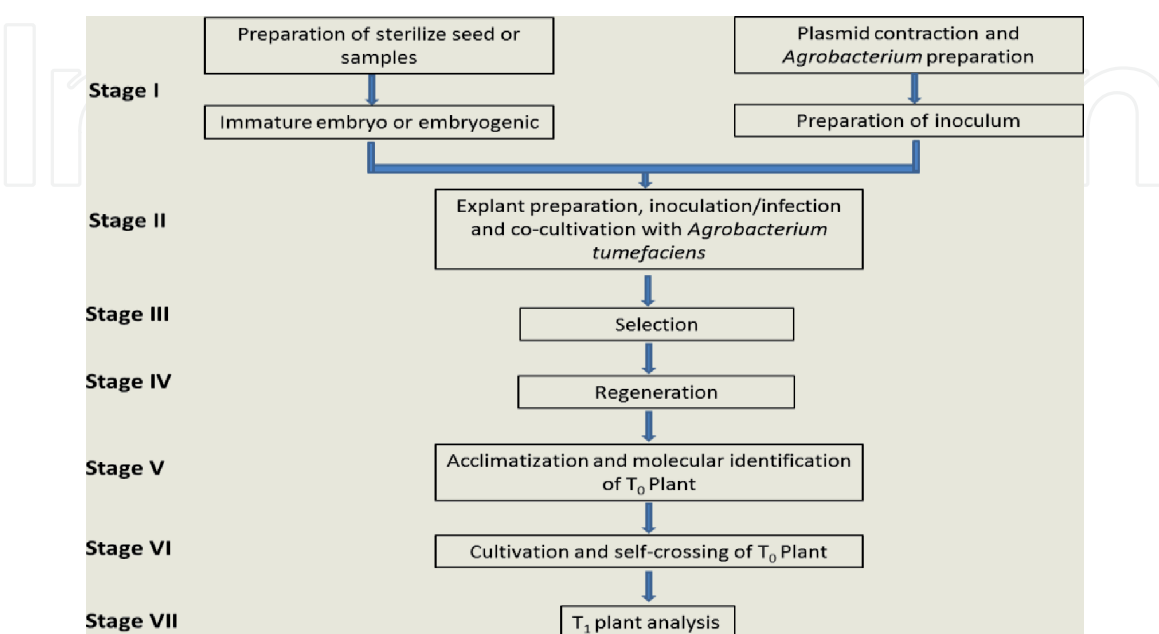 Preparation of sterilize seed or
samples
Plasmid contraction and
Agrobacterium preparation
Stage I
Immature embryo or embryogenic
Preparation of inoculum
Stage II
Explant preparation, inoculation/infection
and co-cultivation with Agrobacterium
tumefaciens
Stage III
Selection
Stage IV
Regeneration
Stage V
Acclimatization and molecular identification
of T₀ Plant
Stage VI
Cultivation and self-crossing of T₀ Plant
Stage VII
T₁ plant analysis